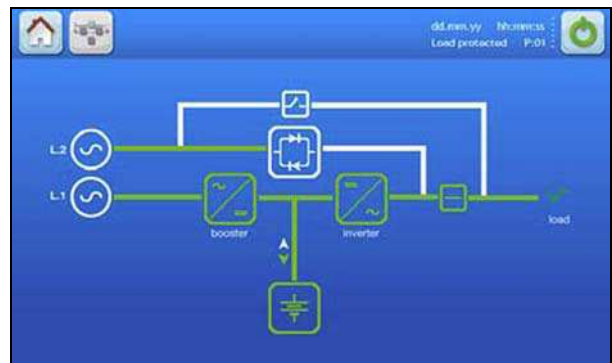 dd.mm.yy hh:mm:ss
Load protected P:01
L2
L1
booster
inverter
load